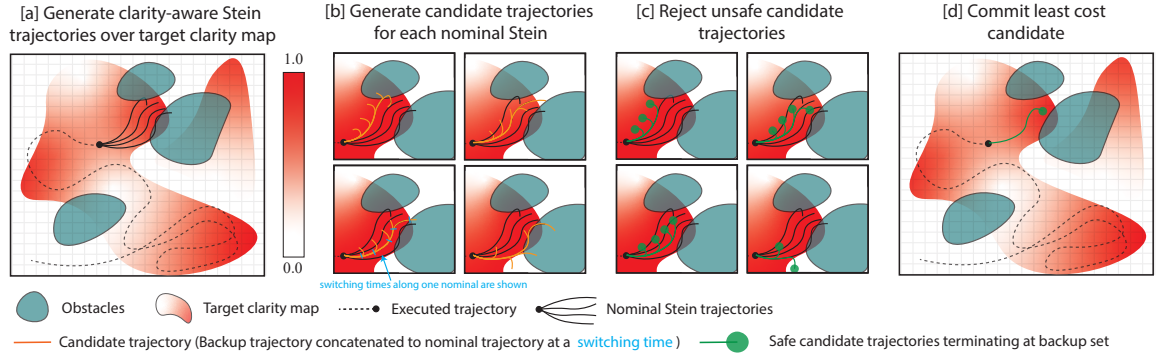 [a] Generate clarity-aware Stein
trajectories over target clarity map
[b] Generate candidate trajectories
for each nominal Stein
[c] Reject unsafe candidate
trajectories
[d] Commit least cost
candidate
1.0
0.0
switching times along one nominal are shown
Obstacles
Target clarity map
Executed trajectory
Nominal Stein trajectories
Candidate trajectory (Backup trajectory concatenated to nominal trajectory at a switching time )
Safe candidate trajectories terminating at backup set